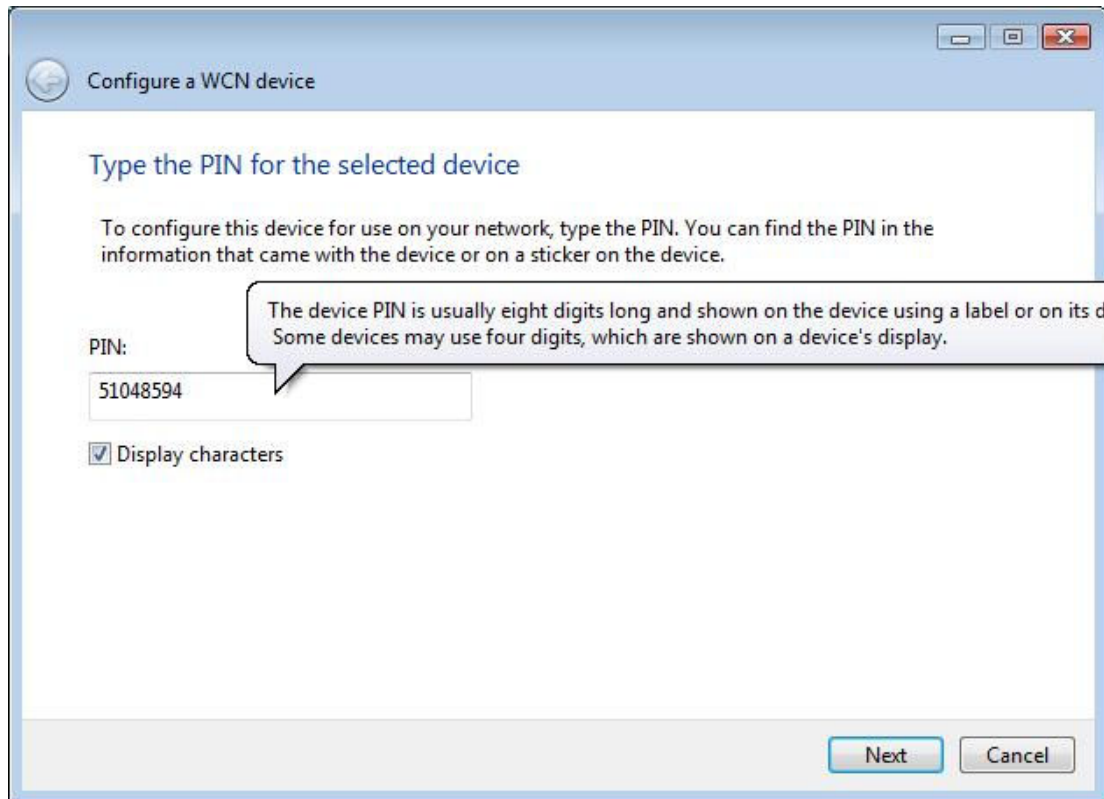 Configure a WCN device
Type the PIN for the selected device
To configure this device for use on your network, type the PIN. You can find the PIN in the
information that came with the device or on a sticker on the device.
The device PIN is usually eight digits long and shown on the device using a label or on its d
Some devices may use four digits, which are shown on a device's display.
PIN:
51048594
Display characters
Next
Cancel